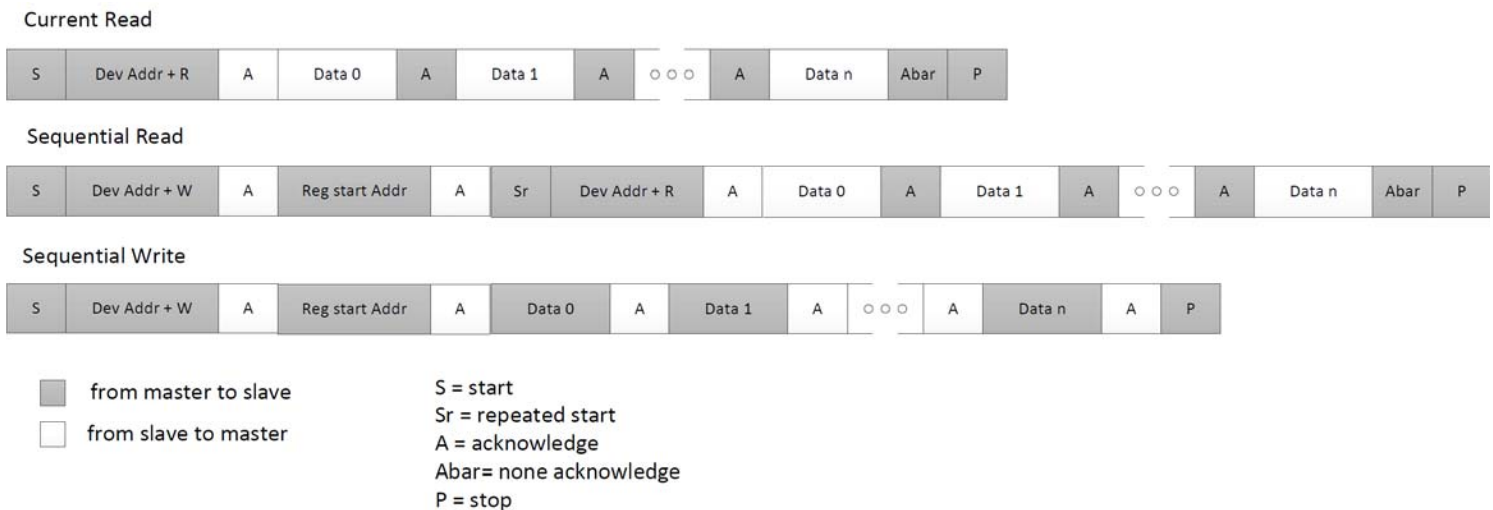 Current Read
S Dev Addr + R A Data 0 A Data 1 A A Data n Abar P
Sequential Read
S Dev Addr + W A Reg start Addr A Sr Dev Addr + R A Data 0 A Data 1 A A Data n Abar P
Sequential Write
S Dev Addr + W A Reg start Addr A Data 0 A Data 1 A A Data n A P
from master to slave
from slave to master
S = start
Sr = repeated start
A = acknowledge
Abar= none acknowledge
P = stop